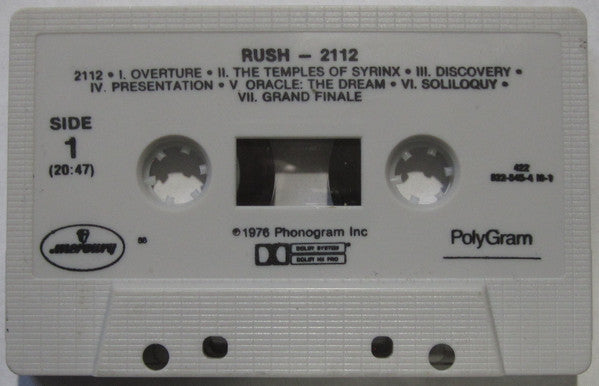 RUSH – 2112
2112 • I. OVERTURE • II. THE TEMPLES OF SYRINX • III. DISCOVERY •
IV. PRESENTATION • V ORACLE: THE DREAM • VI. SOLILOQUY •
VII. GRAND FINALE
SIDE
1
(20:47)
422
822-545-4 M-1
mercury
℗1976 Phonogram Inc
PolyGram
DOLBY SYSTEM
DOLBY HX PRO